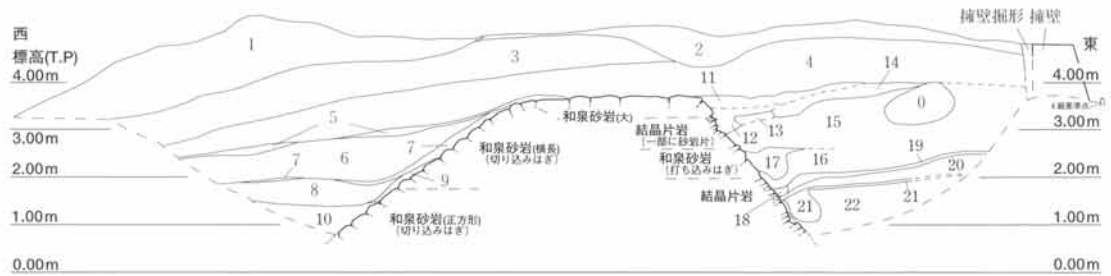 擁壁掘形 擁壁
西
東
標高(T.P)
1
2
3
4
14
4.00m
4.00m
11
0
5
和泉砂岩(大)
結晶片岩
(一部に砂岩片)
12
13
15
3.00m
3.00m
7
和泉砂岩(横長)
(切り込みはぎ)
和泉砂岩
(打ち込みはぎ)
7
6
17
16
19
20
2.00m
2.00m
8
9
結晶片岩
18
21
22
21
10
和泉砂岩(正方形)
(切り込みはぎ)
1.00m
1.00m
0.00m
0.00m